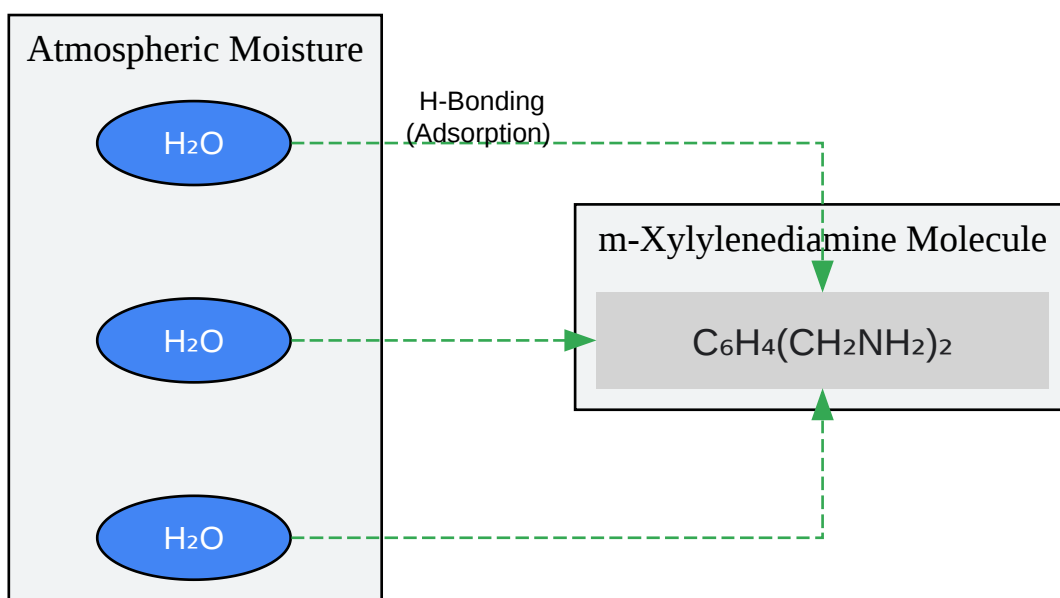 Atmospheric Moisture
H₂O
H-Bonding
(Adsorption)
m-Xylylenediamine Molecule
H₂O
C₆H₄(CH₂NH₂)₂
H₂O